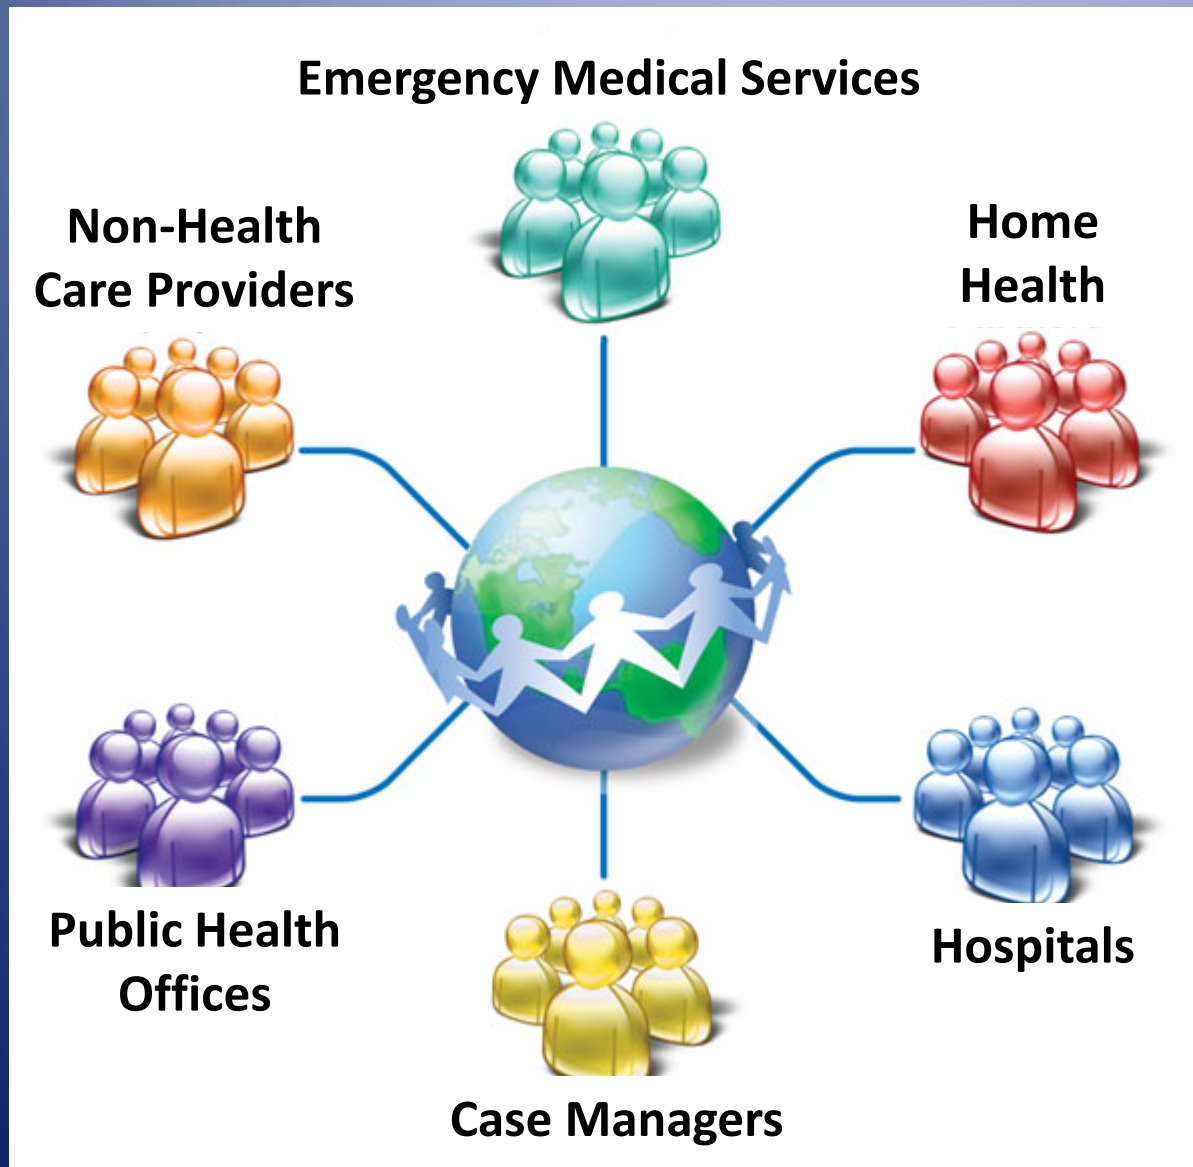 Emergency Medical Services
Non-Health
Care Providers
Home
Health
Public Health
Offices
Hospitals
Case Managers